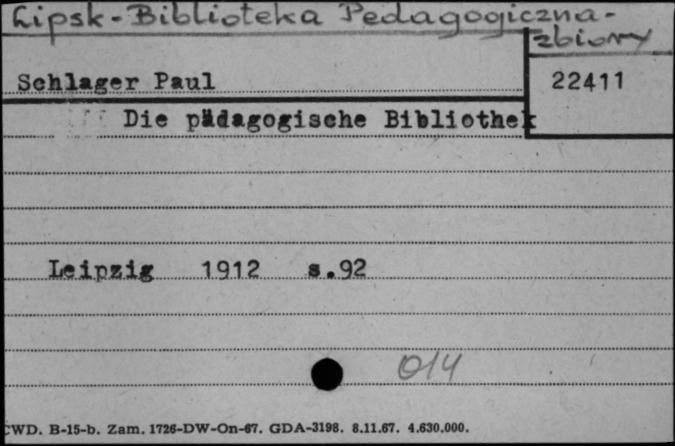 Lipsk-Biblioteka Pedagogiczna-
zbiory
Schlager Paul
22411
Die pädagogische Bibliothek
Leipzig 1912 s.92
014
CWD. B-15-b. Zam. 1726-DW-On-67. GDA-3198. 8.11.67. 4.630.000.